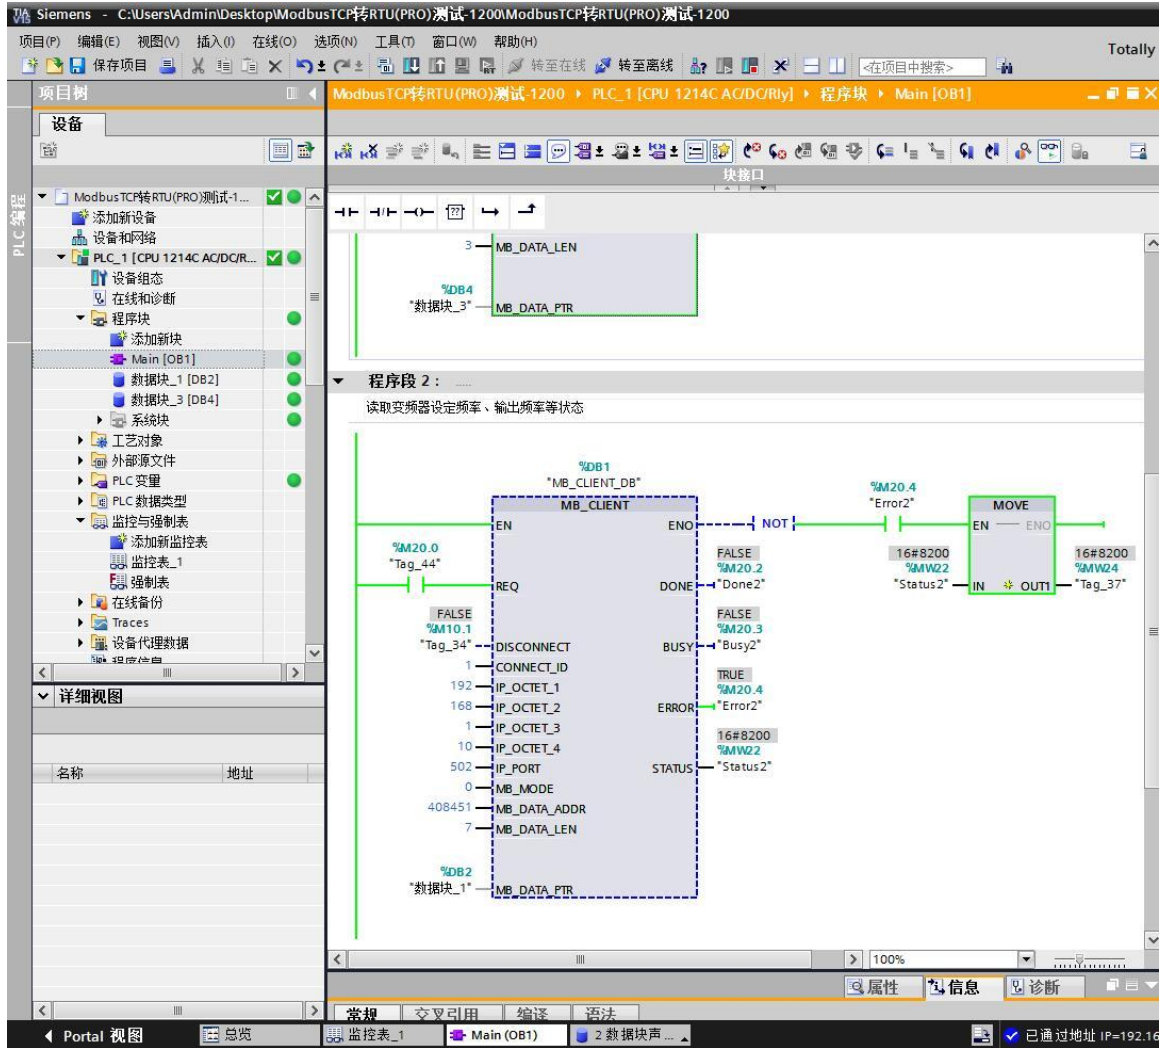 Siemens - C:\Users\Admin\Desktop\ModbusTCP转RTU(PRO)测试-1200\ModbusTCP转RTU(PRO)测试-1200
项目(P) 编辑(E) 视图(V) 插入(I) 在线(O) 选项(N) 工具(T) 窗口(W) 帮助(H)
Totally
保存项目 转至在线 转至离线 <在项目中搜索>
项目树
ModbusTCP转RTU(PRO)测试-1200 PLC_1 [CPU 1214C AC/DC/Rly] 程序块 Main [OB1]
设备
PLC 编程
块接口
ModbusTCP转RTU(PRO)测试-1...
添加新设备
设备和网络
PLC_1 [CPU 1214C AC/DC/R...
设备组态
在线和诊断
程序块
添加新块
Main [OB1]
数据块_1 [DB2]
数据块_3 [DB4]
系统块
工艺对象
外部源文件
PLC 变量
PLC 数据类型
监控与强制表
添加新监控表
监控表_1
强制表
在线备份
Traces
设备代理数据
程序信息
详细视图
名称 地址
??
3 MB_DATA_LEN
%DB4
"数据块_3" MB_DATA_PTR
程序段 2: .....
读取变频器设定频率、输出频率等状态
%DB1
"MB_CLIENT_DB"
MB_CLIENT
EN ENO NOT
%M20.4
"Error2"
MOVE
EN ENO
%M20.0
"Tag_44"
REQ
FALSE
%M20.2
DONE "Done2"
16#8200
%MW22
"Status2" IN
OUT1
16#8200
%MW24
"Tag_37"
FALSE
%M10.1
"Tag_34" DISCONNECT
FALSE
%M20.3
BUSY "Busy2"
1 CONNECT_ID
192 IP_OCTET_1
168 IP_OCTET_2
1 IP_OCTET_3
10 IP_OCTET_4
502 IP_PORT
0 MB_MODE
408451 MB_DATA_ADDR
7 MB_DATA_LEN
TRUE
%M20.4
ERROR "Error2"
16#8200
%MW22
STATUS "Status2"
%DB2
"数据块_1" MB_DATA_PTR
100%
属性 信息 诊断
常规 交叉引用 编译 语法
Portal 视图 总览 监控表_1 Main (OB1) 2 数据块声... 已通过地址 IP=192.16